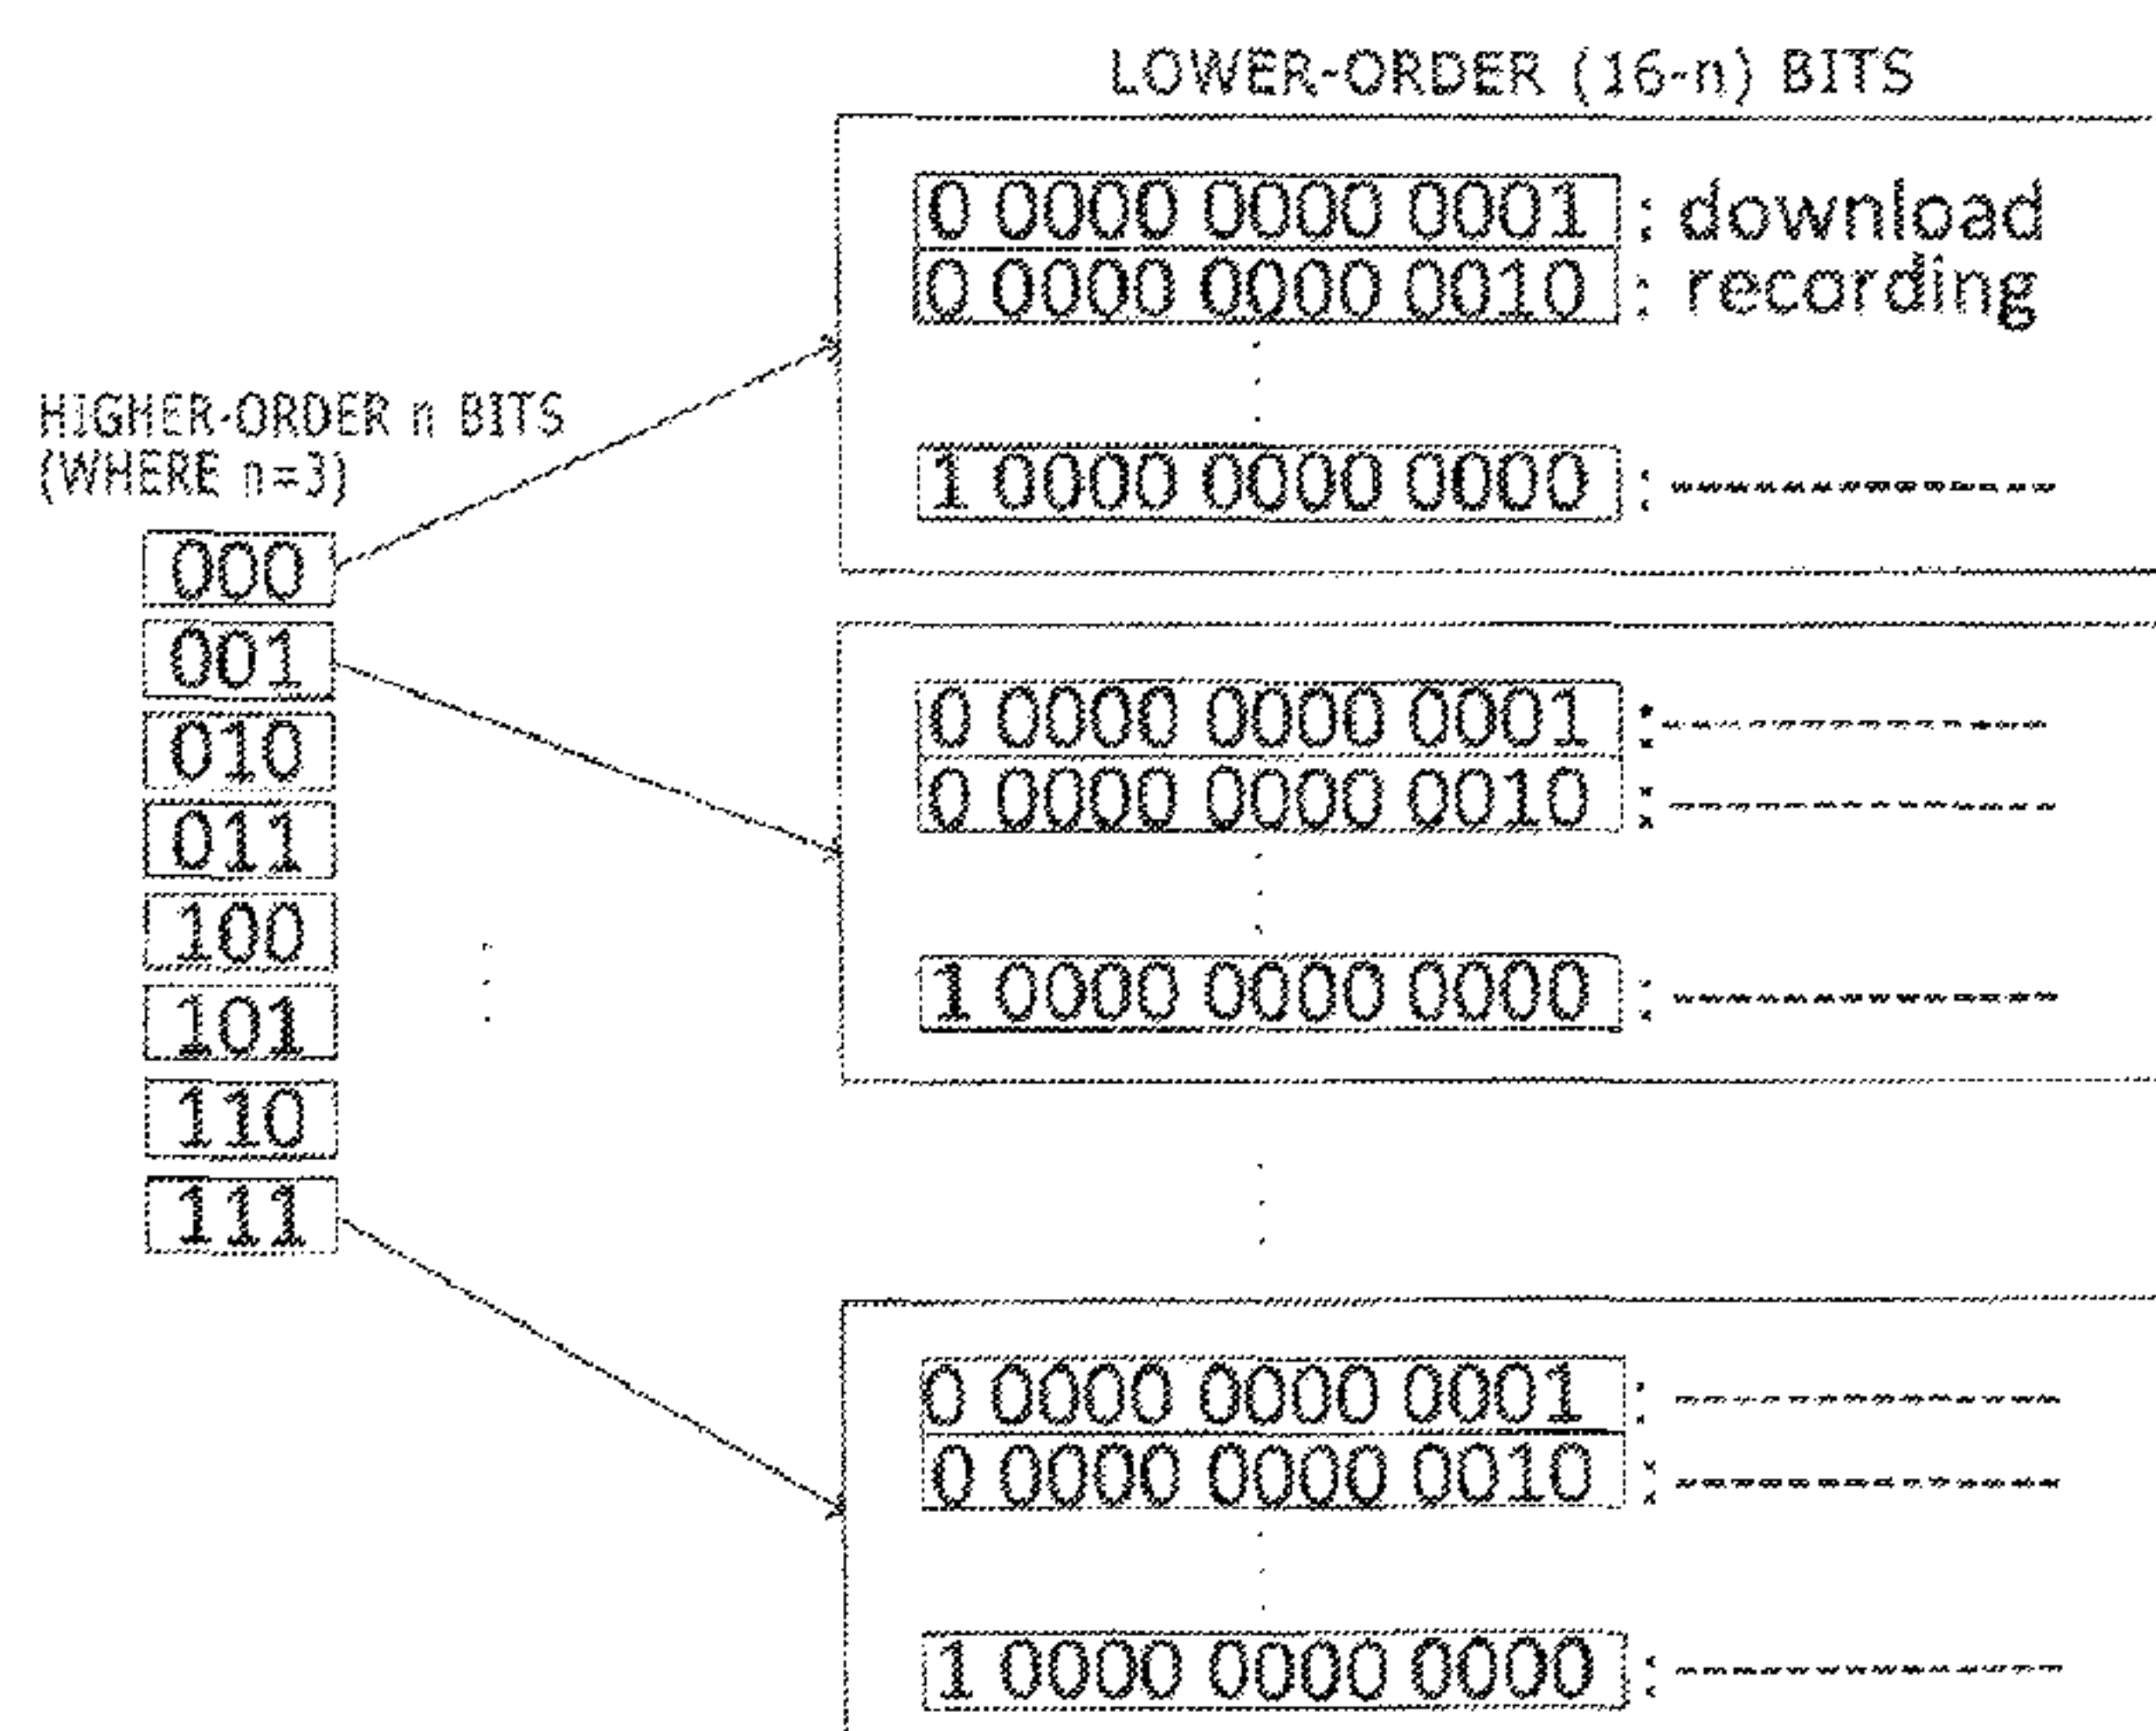 LOWER-ORDER (16-n) BITS
0 0000 0000 0001 : download
0 0000 0000 0010 : recording
1 0000 0000 0000 :
HIGHER-ORDER n BITS
(WHERE n=3)
000
001
010
011
100
101
110
111
0 0000 0000 0001 :
0 0000 0000 0010 :
1 0000 0000 0000 :
0 0000 0000 0001 :
0 0000 0000 0010 :
1 0000 0000 0000 :